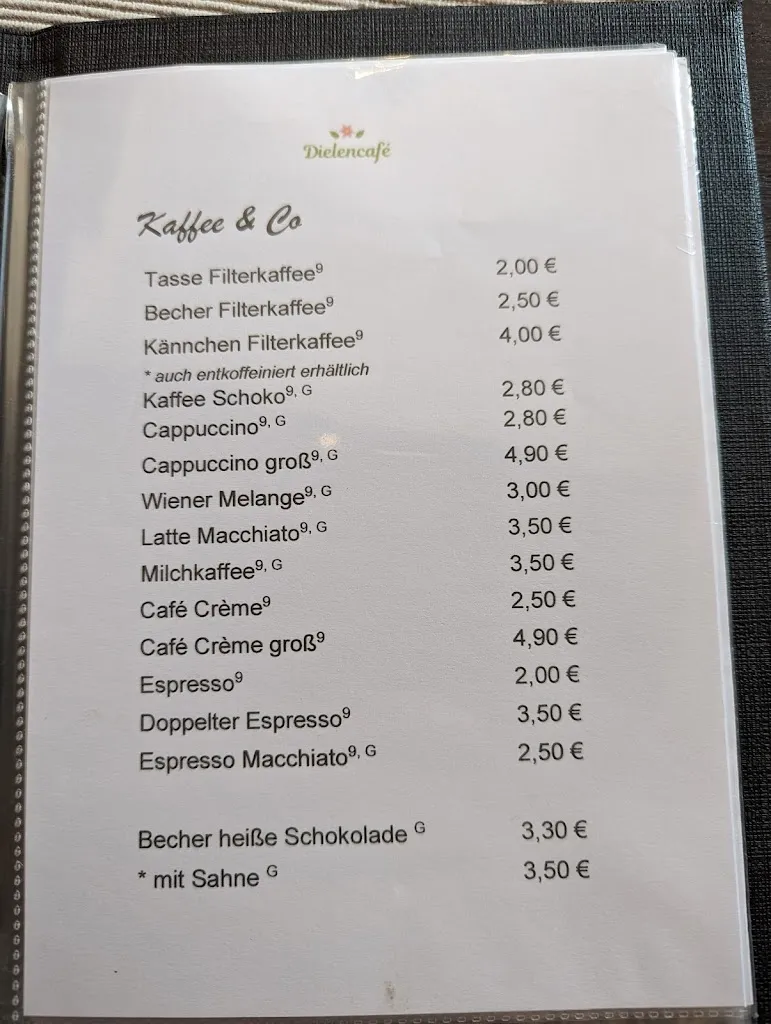 Dielencafé
Kaffee & Co
Tasse Filterkaffee⁹ 2,00 €
Becher Filterkaffee⁹ 2,50 €
Kännchen Filterkaffee⁹ 4,00 €
* auch entkoffeiniert erhältlich
Kaffee Schoko⁹, ᴳ 2,80 €
Cappuccino⁹, ᴳ 2,80 €
Cappuccino groß⁹, ᴳ 4,90 €
Wiener Melange⁹, ᴳ 3,00 €
Latte Macchiato⁹, ᴳ 3,50 €
Milchkaffee⁹, ᴳ 3,50 €
Café Crème⁹ 2,50 €
Café Crème groß⁹ 4,90 €
Espresso⁹ 2,00 €
Doppelter Espresso⁹ 3,50 €
Espresso Macchiato⁹, ᴳ 2,50 €
Becher heiße Schokolade ᴳ 3,30 €
* mit Sahne ᴳ 3,50 €